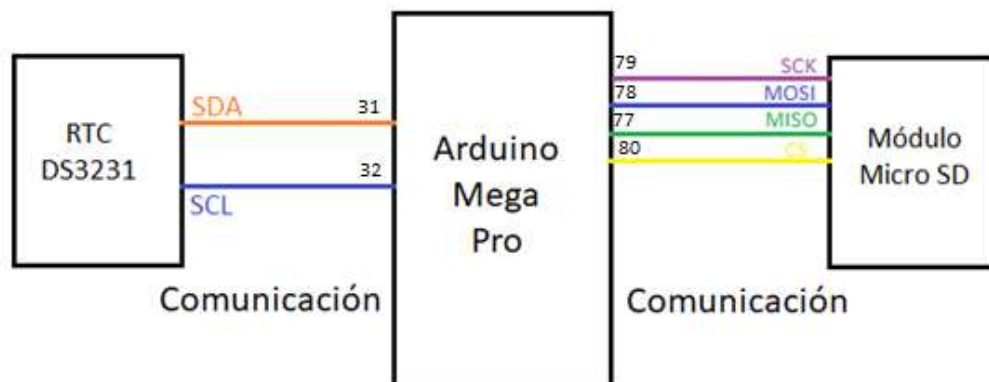 RTC
DS3231
SDA
31
32
SCL
Comunicación
Arduino
Mega
Pro
79
SCK
78
MOSI
77
MISO
80
CS
Módulo
Micro SD
Comunicación